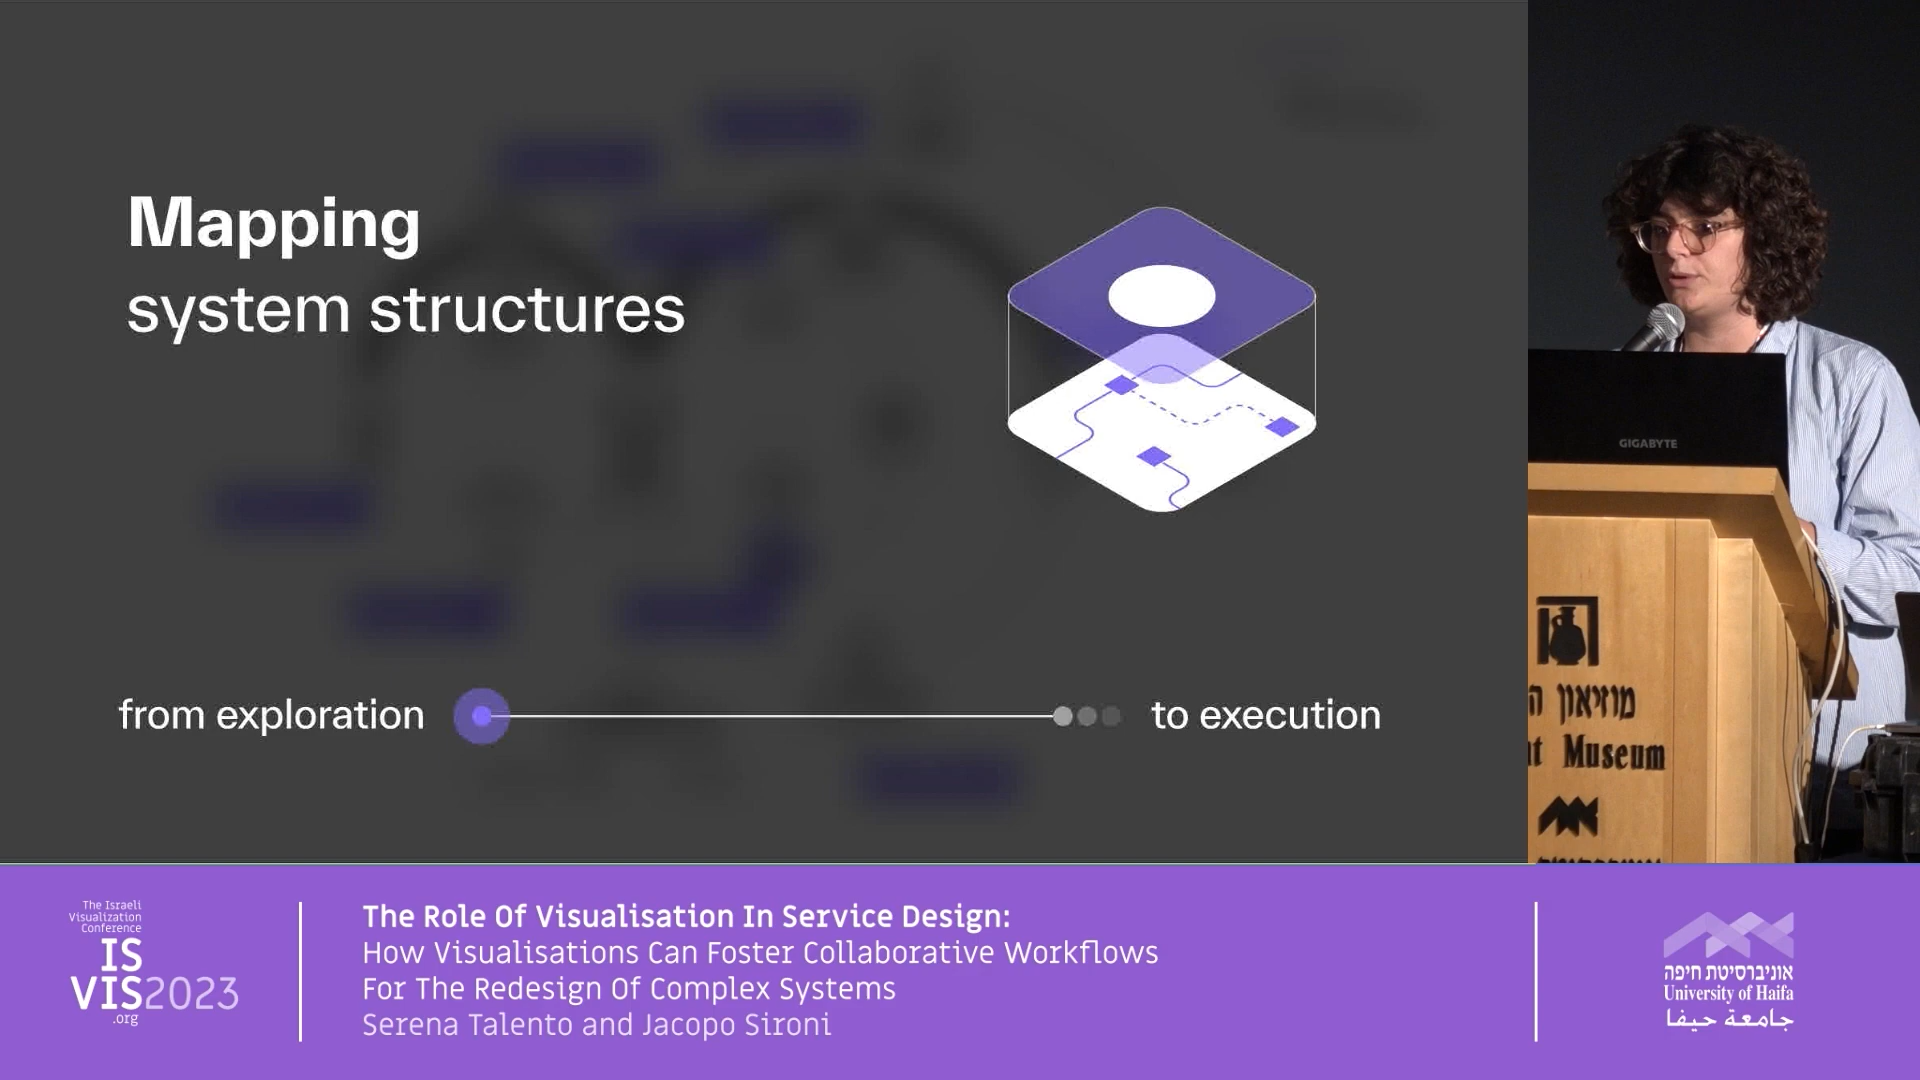 Mapping
system structures
from exploration
to execution
GIGABYTE
מוזיאון ה
Museum
The Israeli
Visualization
Conference
IS
VIS2023
.org
The Role Of Visualisation In Service Design:
How Visualisations Can Foster Collaborative Workflows
For The Redesign Of Complex Systems
Serena Talento and Jacopo Sironi
אוניברסיטת חיפה
University of Haifa
جامعة حيفا